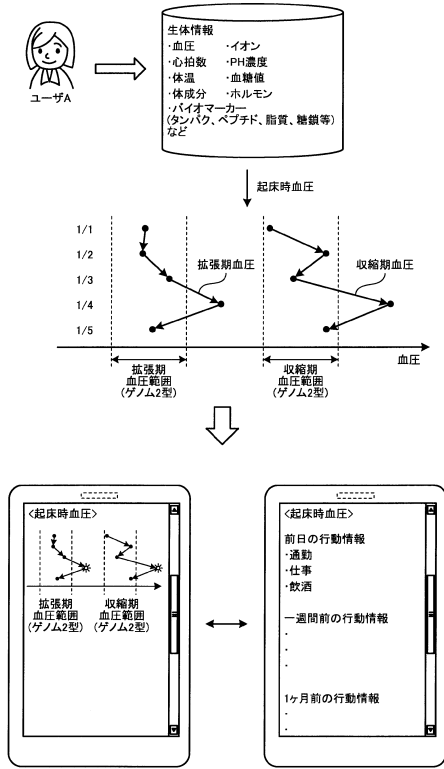 生体情報
・血圧 ・イオン
・心拍数 ・PH濃度
・体温 ・血糖値
・体成分 ・ホルモン
・バイオマーカー
(タンパク、ペプチド、脂質、糖鎖等)
など
ユーザA
起床時血圧
1/1
1/2
1/3
1/4
1/5
拡張期血圧
収縮期血圧
血圧
拡張期
血圧範囲
(ゲノム2型)
収縮期
血圧範囲
(ゲノム2型)
<起床時血圧>
拡張期
血圧範囲
(ゲノム2型)
収縮期
血圧範囲
(ゲノム2型)
<起床時血圧>
前日の行動情報
・通勤
・仕事
・飲酒
一週間前の行動情報
・
・
・
1ヶ月前の行動情報
・
・